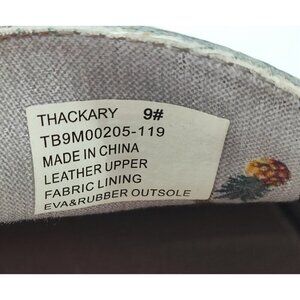 THACKARY 9#
TB9M00205-119
MADE IN CHINA
LEATHER UPPER
FABRIC LINING
EVA&RUBBER OUTSOLE